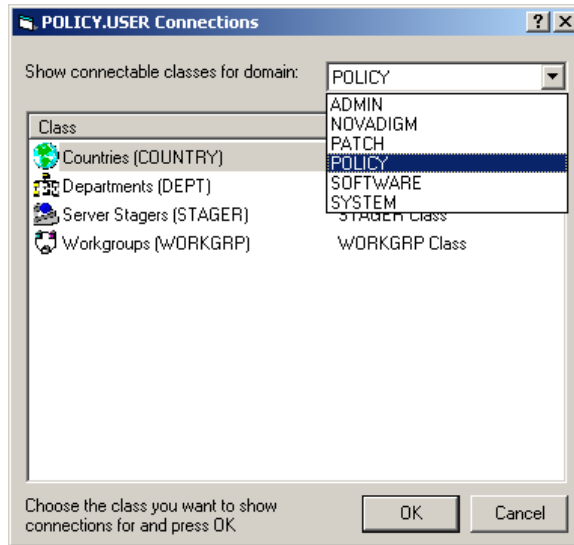 POLICY.USER Connections
Show connectable classes for domain:
POLICY
ADMIN
NOVADIGM
PATCH
POLICY
SOFTWARE
SYSTEM
Class
Countries (COUNTRY)
Departments (DEPT)
Server Stagers (STAGER) STAGER Class
Workgroups (WORKGRP) WORKGRP Class
Choose the class you want to show
connections for and press OK
OK Cancel